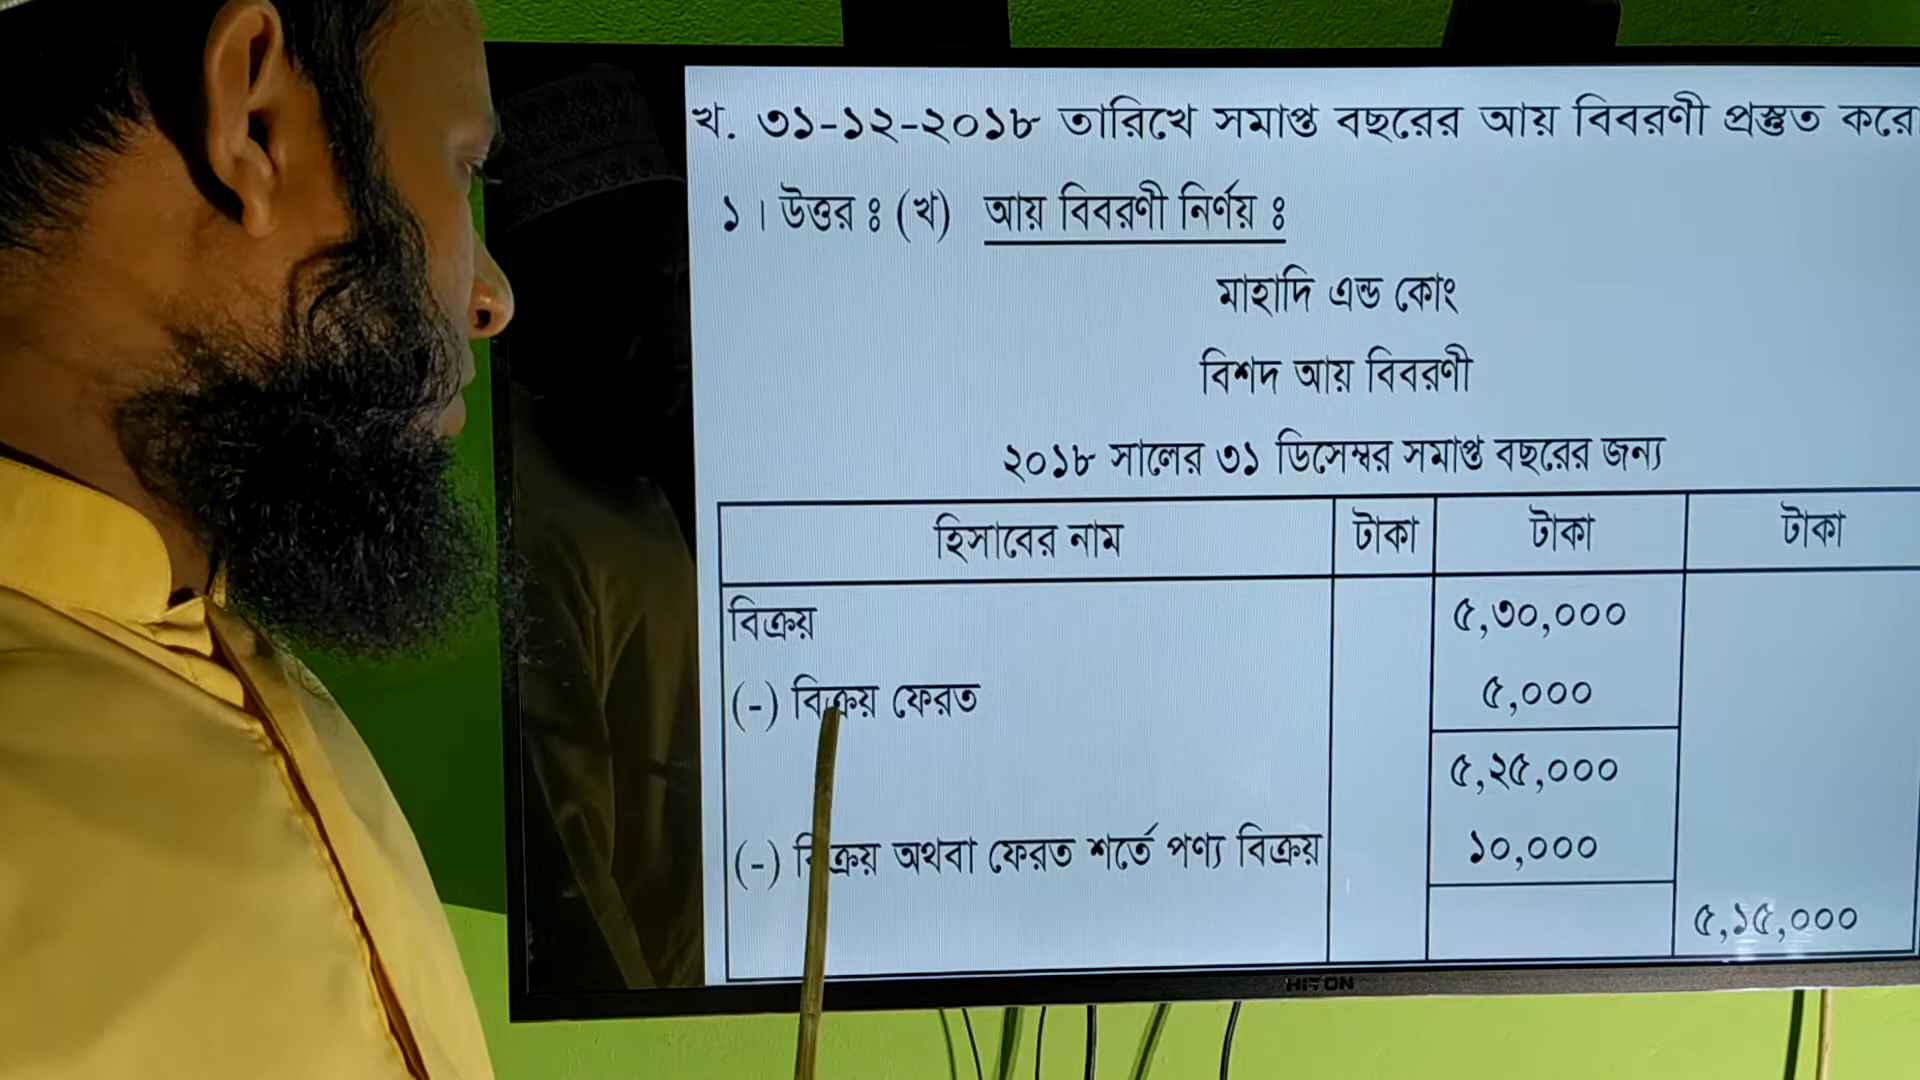 খ. ৩১-১২-২০১৮ তারিখে সমাপ্ত বছরের আয় বিবরণী প্রস্তুত করো
১। উত্তর ঃ (খ) আয় বিবরণী নির্ণয় ঃ
মাহাদি এন্ড কোং
বিশদ আয় বিবরণী
২০১৮ সালের ৩১ ডিসেম্বর সমাপ্ত বছরের জন্য
হিসাবের নাম টাকা টাকা টাকা
বিক্রয় ৫,৩০,০০০
(-) বিক্রয় ফেরত ৫,০০০
৫,২৫,০০০
(-) বিক্রয় অথবা ফেরত শর্তে পণ্য বিক্রয় ১০,০০০
৫,১৫,০০০
HITON